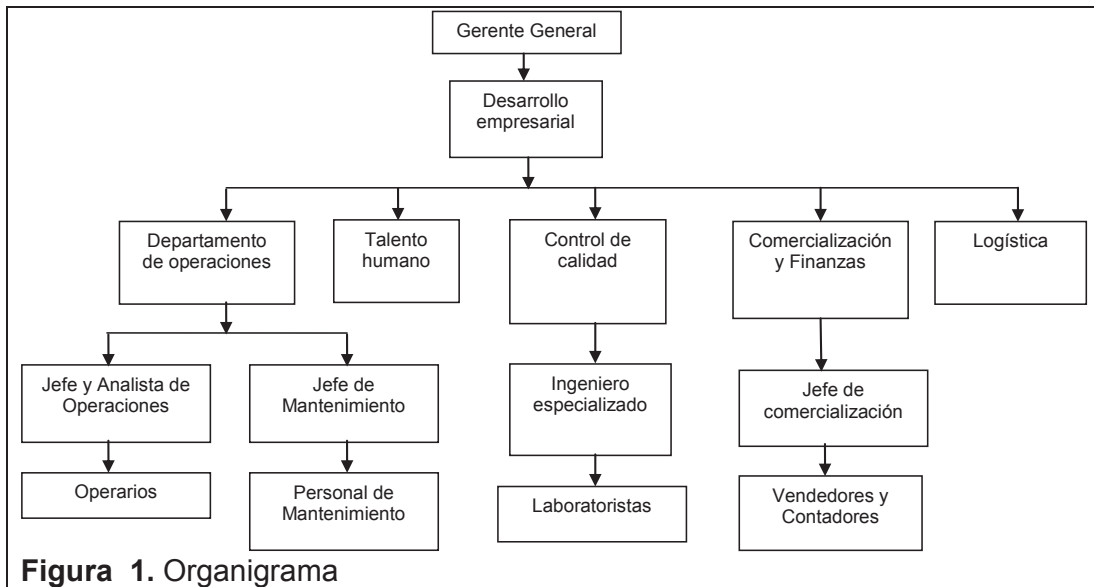 Gerente General
Desarrollo
empresarial
Departamento
de operaciones
Talento
humano
Control de
calidad
Comercialización
y Finanzas
Logística
Jefe y Analista de
Operaciones
Jefe de
Mantenimiento
Ingeniero
especializado
Jefe de
comercialización
Operarios
Personal de
Mantenimiento
Laboratoristas
Vendedores y
Contadores
Figura 1. Organigrama